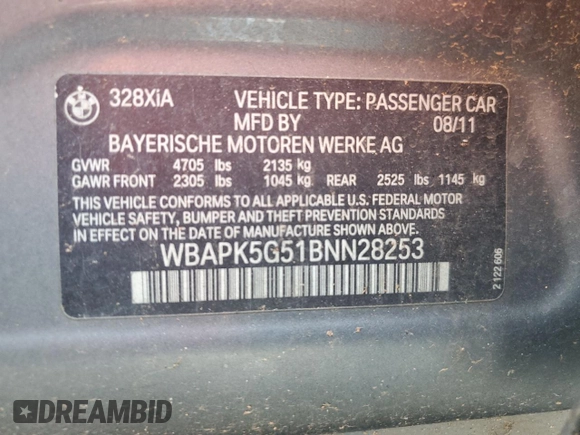 BMW
328XiA VEHICLE TYPE: PASSENGER CAR
MFD BY 08/11
BAYERISCHE MOTOREN WERKE AG
GVWR 4705 lbs 2135 kg
GAWR FRONT 2305 lbs 1045 kg REAR 2525 lbs 1145 kg
THIS VEHICLE CONFORMS TO ALL APPLICABLE U.S. FEDERAL MOTOR
VEHICLE SAFETY, BUMPER AND THEFT PREVENTION STANDARDS
IN EFFECT ON THE DATE OF MANUFACTURE SHOWN ABOVE.
WBAPK5G51BNN28253
2 122 606
DREAMBID